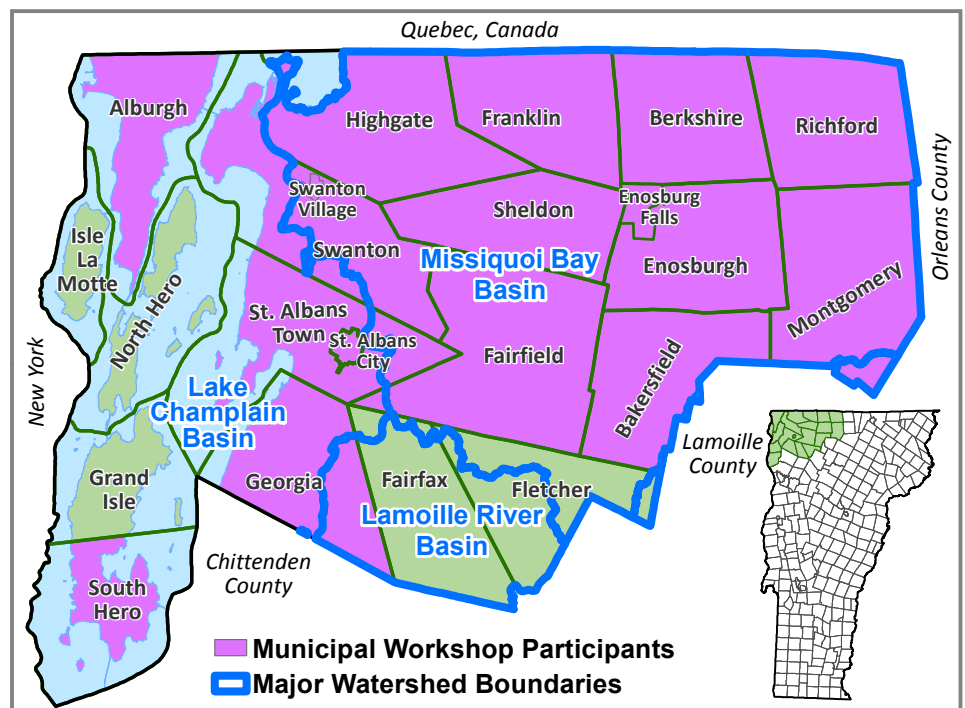 Quebec, Canada
Alburgh
Highgate
Franklin
Berkshire
Richford
Orleans County
Swanton
Village
Sheldon
Enosburg
Falls
Isle
La
Motte
North Hero
Swanton
Missiquoi Bay
Basin
Enosburgh
Montgomery
St. Albans
Town
St. Albans
City
Fairfield
Bakersfield
New York
Lake
Champlain
Basin
Lamoille
County
Grand
Isle
Georgia
Fairfax
Fletcher
Lamoille River
Basin
Chittenden
County
South
Hero
Municipal Workshop Participants
Major Watershed Boundaries